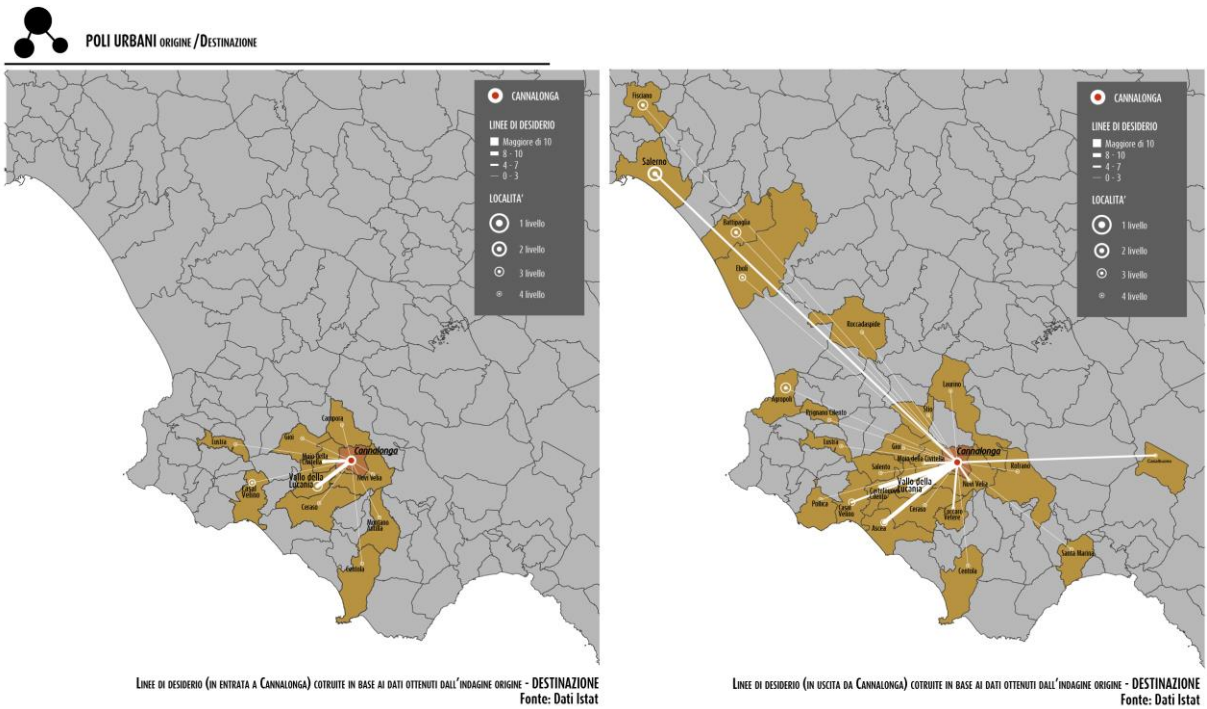 POLI URBANI ORIGINE /DESTINAZIONE
CANNALONGA
LINEE DI DESIDERIO
Maggiore di 10
8 - 10
4 - 7
0 - 3
LOCALITA'
1 livello
2 livello
3 livello
4 livello
Campora
Gioi
Lustra
Cannalonga
Moio Della
Civitella
Novi Velia
Vallo della
Lucania
Casal
Velino
Ceraso
Montano
Antilia
Centola
LINEE DI DESIDERIO (IN ENTRATA A CANNALONGA) COTRUITE IN BASE AI DATI OTTENUTI DALL'INDAGINE ORIGINE - DESTINAZIONE
Fonte: Dati Istat
CANNALONGA
LINEE DI DESIDERIO
Maggiore di 10
8 - 10
4 - 7
0 - 3
LOCALITA'
1 livello
2 livello
3 livello
4 livello
Fisciano
Salerno
Battipaglia
Eboli
Roccadaspide
Agropoli
Laurino
Stio
Prignano Cilento
Lustra
Gioi
Cannalonga
Moio della Civitella
Salento
Rofrano
Vallo della
Lucania
Novi Velia
Castelnuovo
Cilento
Pollica
Casal
Velino
Ceraso
Cuccaro
Vetere
Ascea
Centola
Santa Marina
LINEE DI DESIDERIO (IN USCITA DA CANNALONGA) COTRUITE IN BASE AI DATI OTTENUTI DALL'INDAGINE ORIGINE - DESTINAZIONE
Fonte: Dati Istat